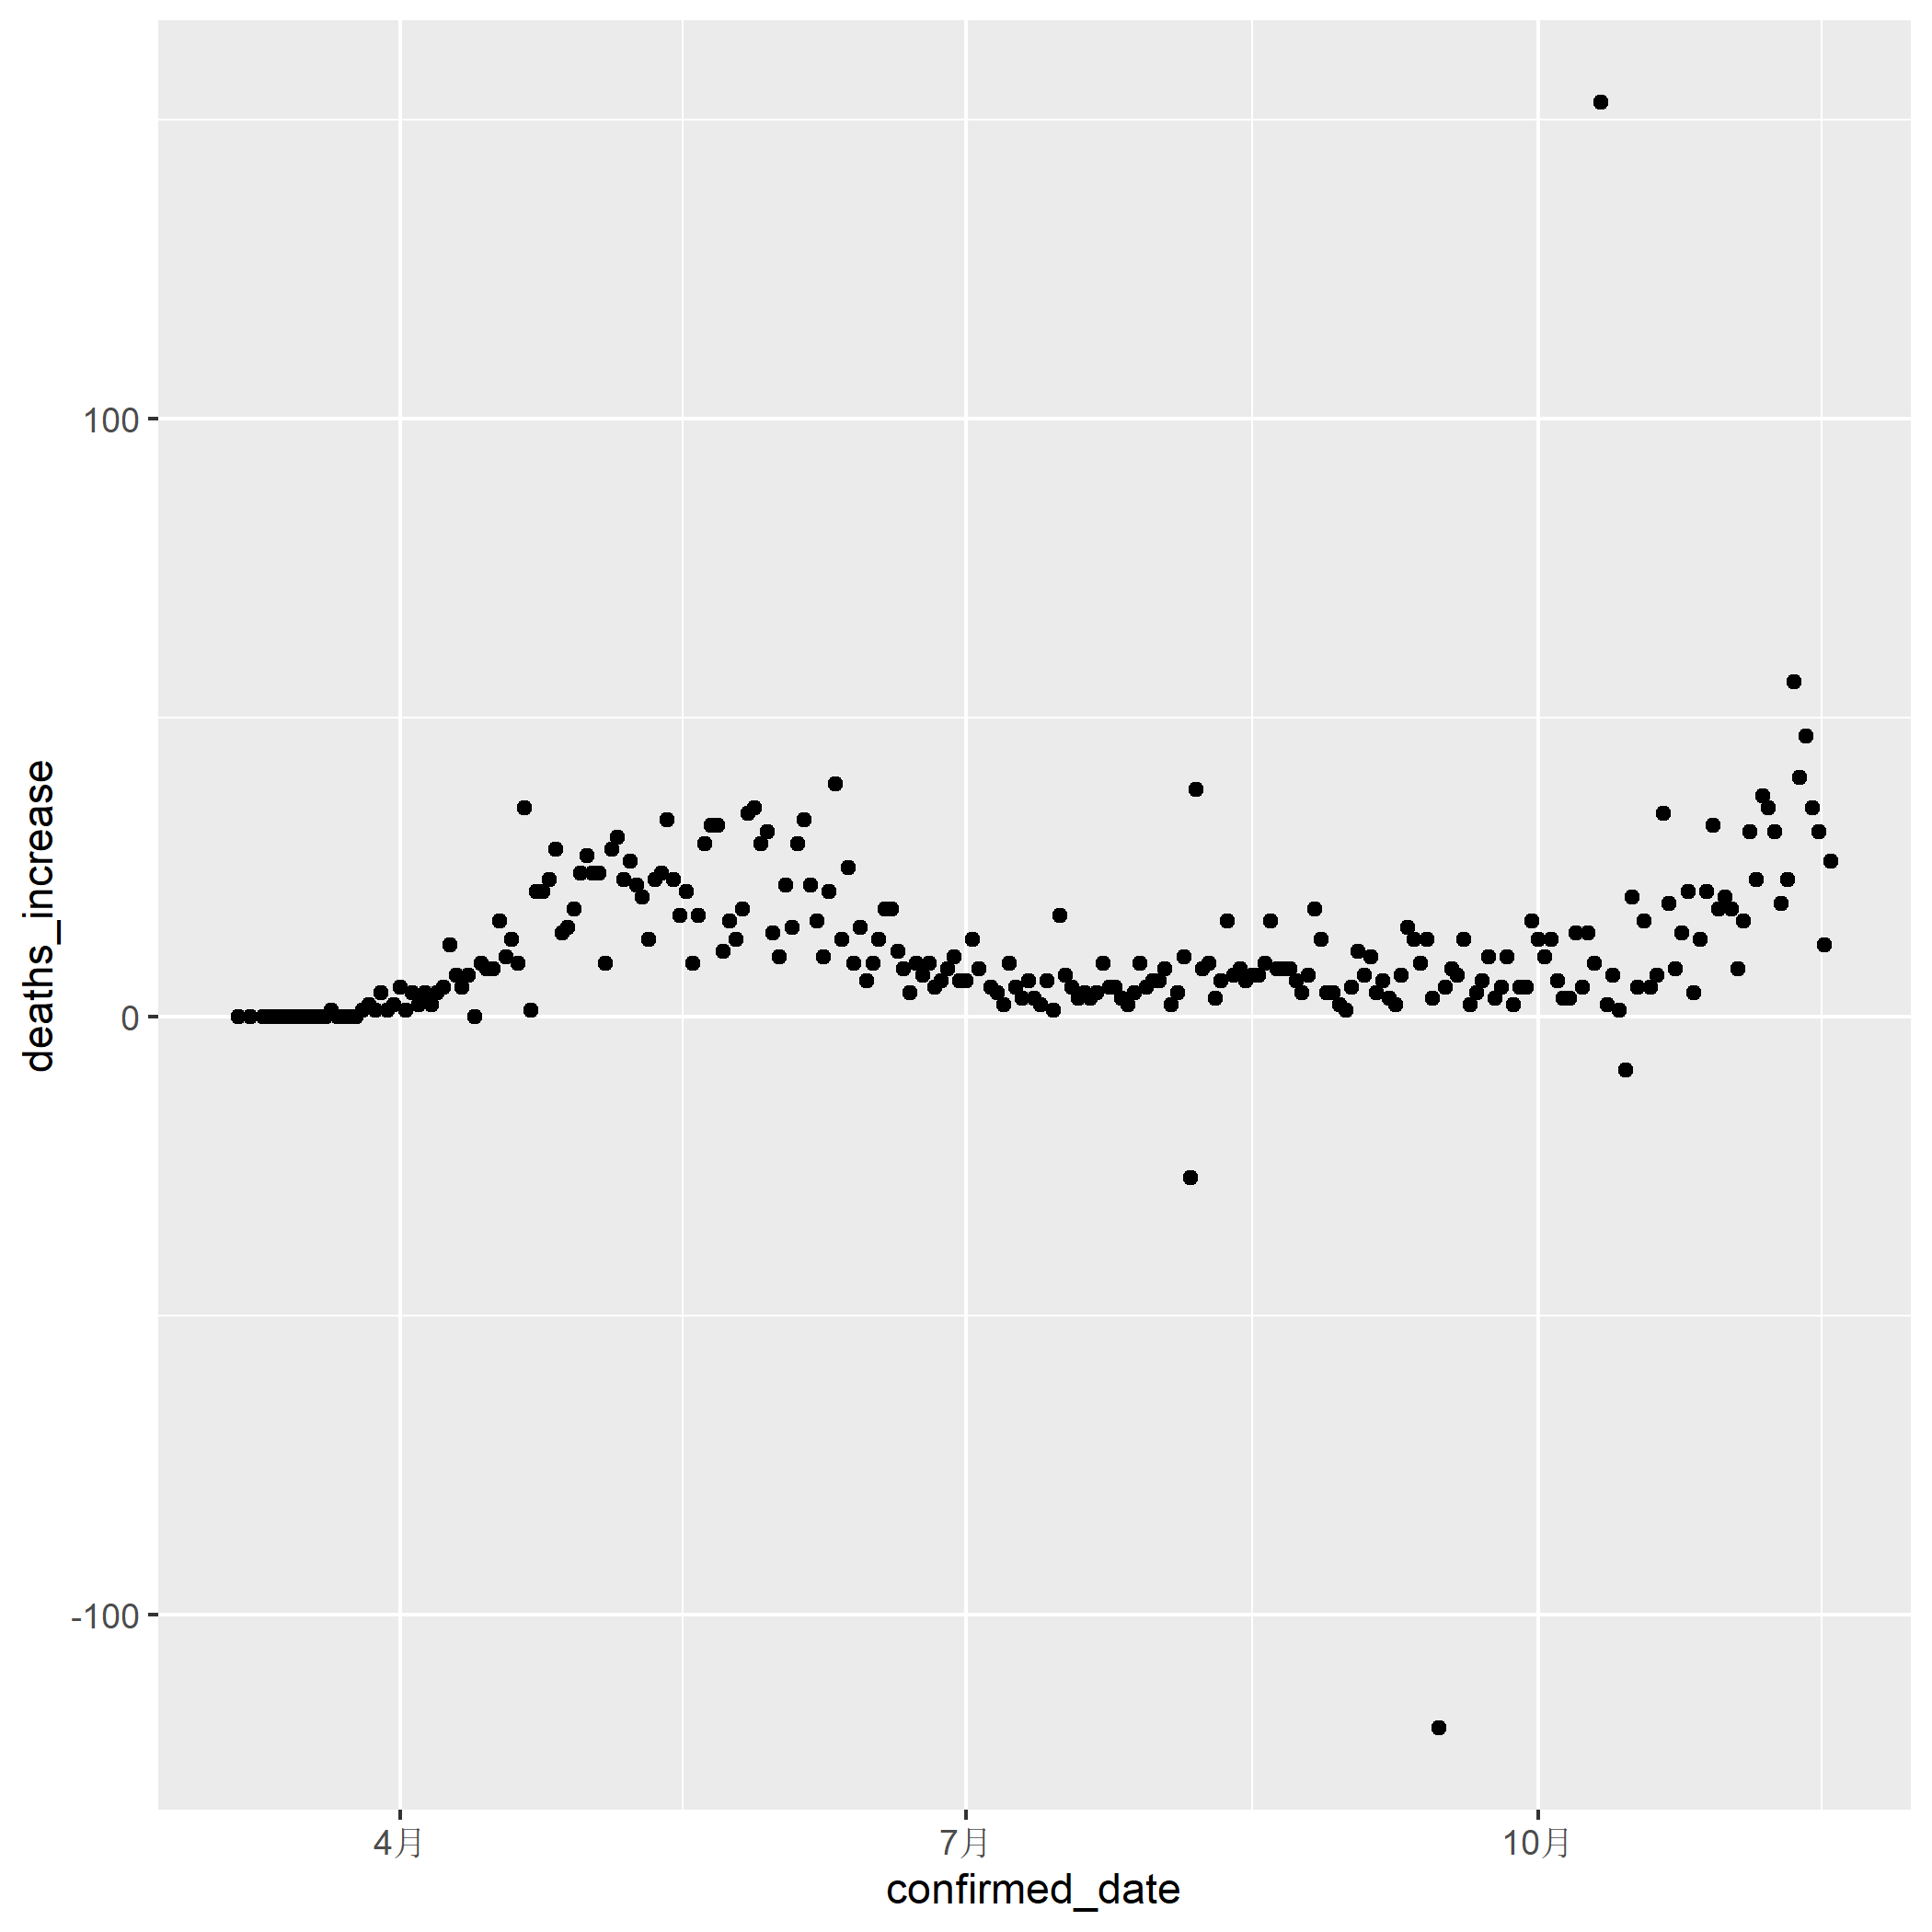 deaths_increase
100
0
-100
4月
7月
10月
confirmed_date